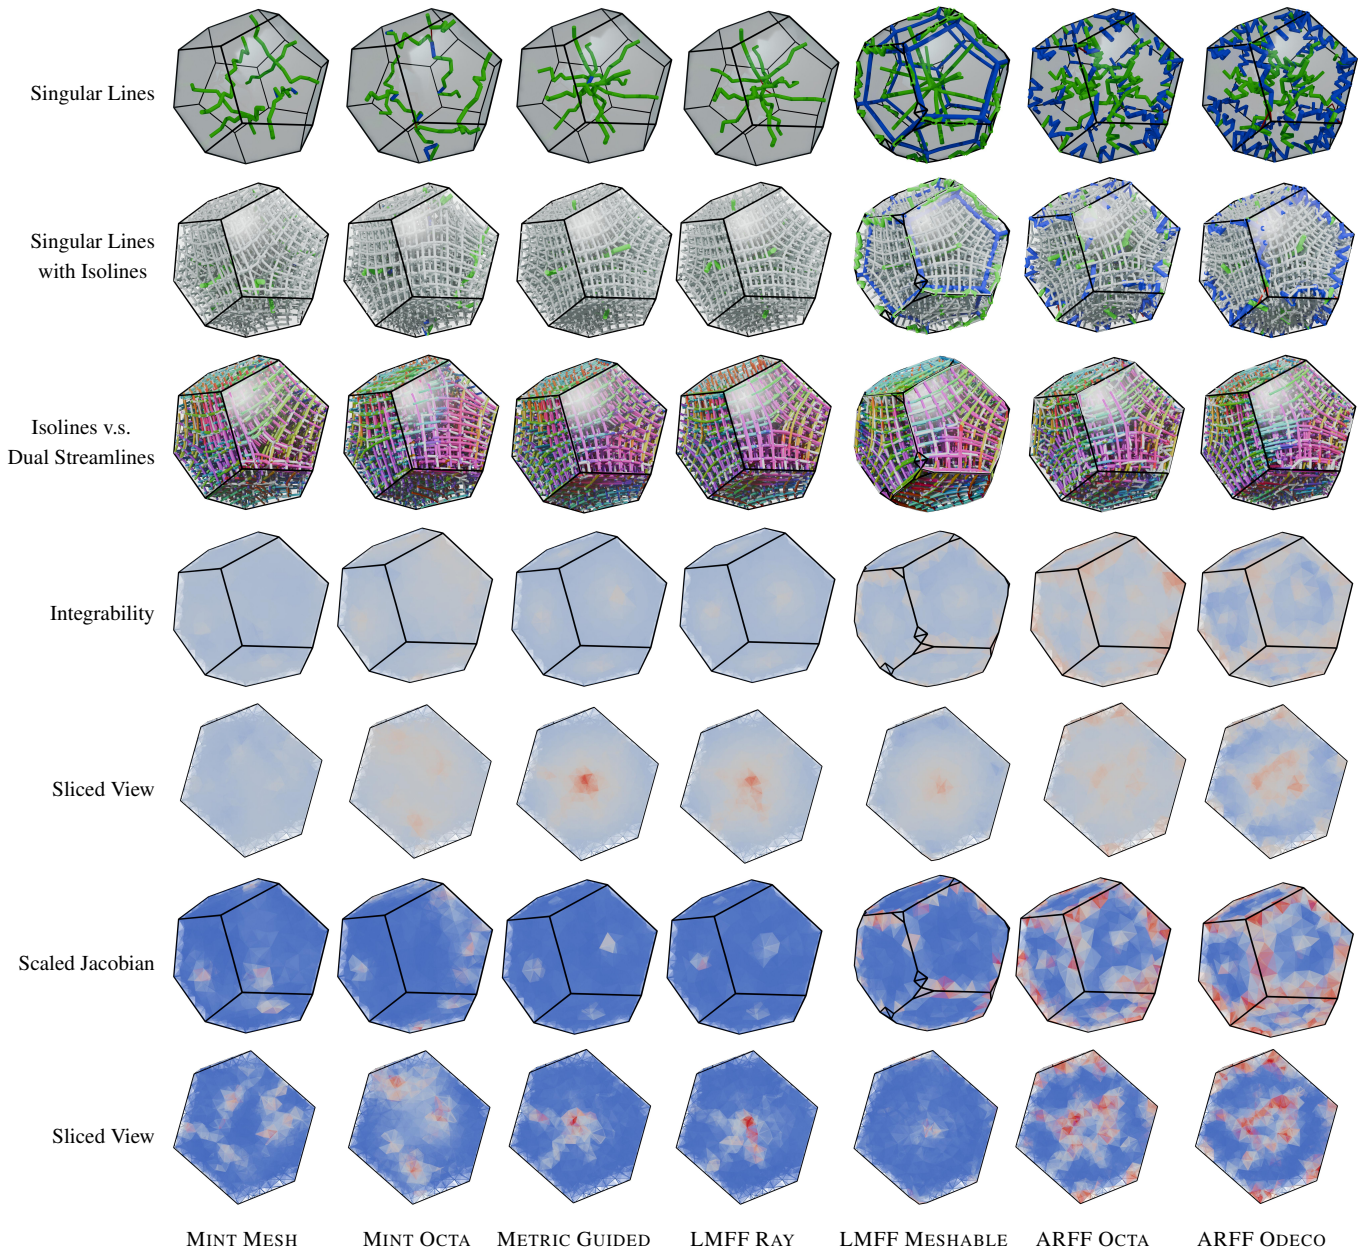 Singular Lines
Singular Lines
with Isolines
Isolines v.s.
Dual Streamlines
Integrability
Sliced View
Scaled Jacobian
Sliced View
MINT MESH MINT OCTA METRIC GUIDED LMFF RAY LMFF MESHABLE ARFF OCTA ARFF ODECO